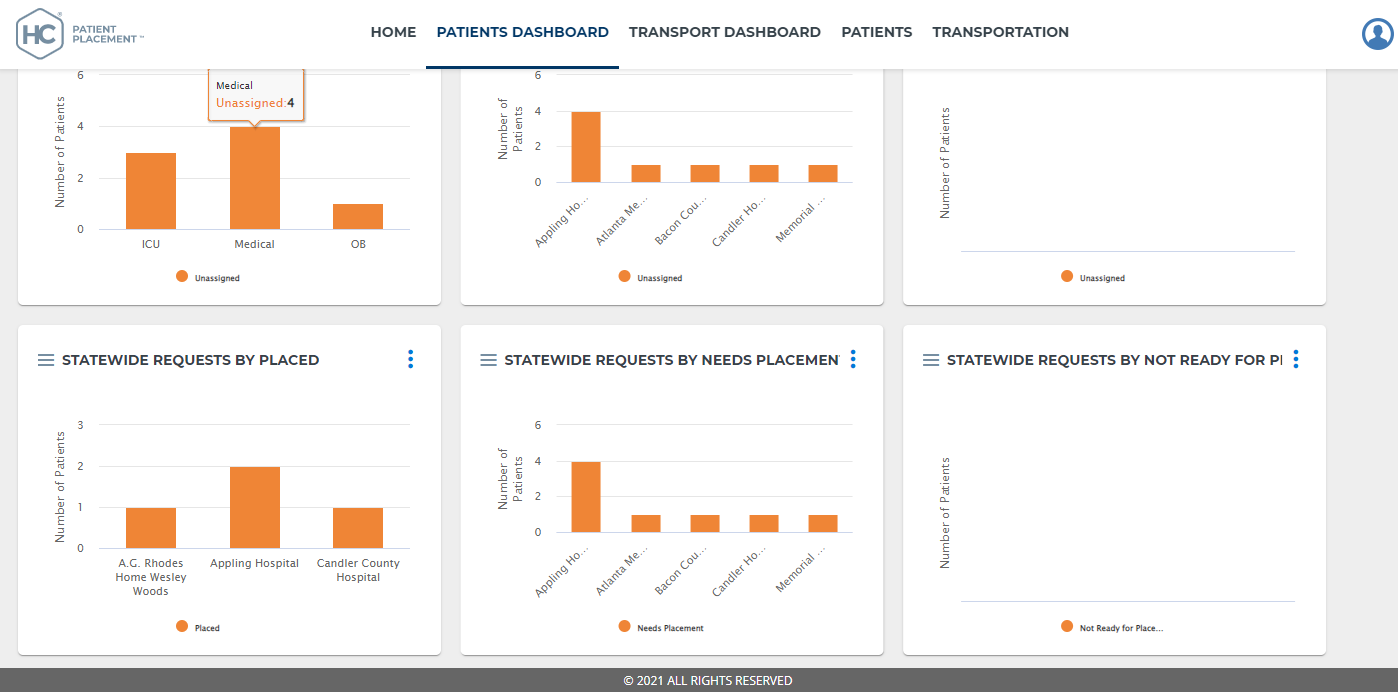 HC
®
PATIENT
PLACEMENT™
HOME
PATIENTS DASHBOARD
TRANSPORT DASHBOARD
PATIENTS
TRANSPORTATION
Number of Patients
6
4
2
0
Medical
Unassigned: 4
ICU
Medical
OB
Unassigned
Number of
Patients
6
4
2
0
Appling Ho...
Atlanta Me...
Bacon Cou...
Candler Ho...
Memorial ...
Unassigned
Number of Patients
Unassigned
STATEWIDE REQUESTS BY PLACED
Number of Patients
3
2
1
0
A.G. Rhodes
Home Wesley
Woods
Appling Hospital
Candler County
Hospital
Placed
STATEWIDE REQUESTS BY NEEDS PLACEMEN
Number of
Patients
6
4
2
0
Appling Ho...
Atlanta Me...
Bacon Cou...
Candler Ho...
Memorial ...
Needs Placement
STATEWIDE REQUESTS BY NOT READY FOR PI
Number of Patients
Not Ready for Place...
© 2021 ALL RIGHTS RESERVED